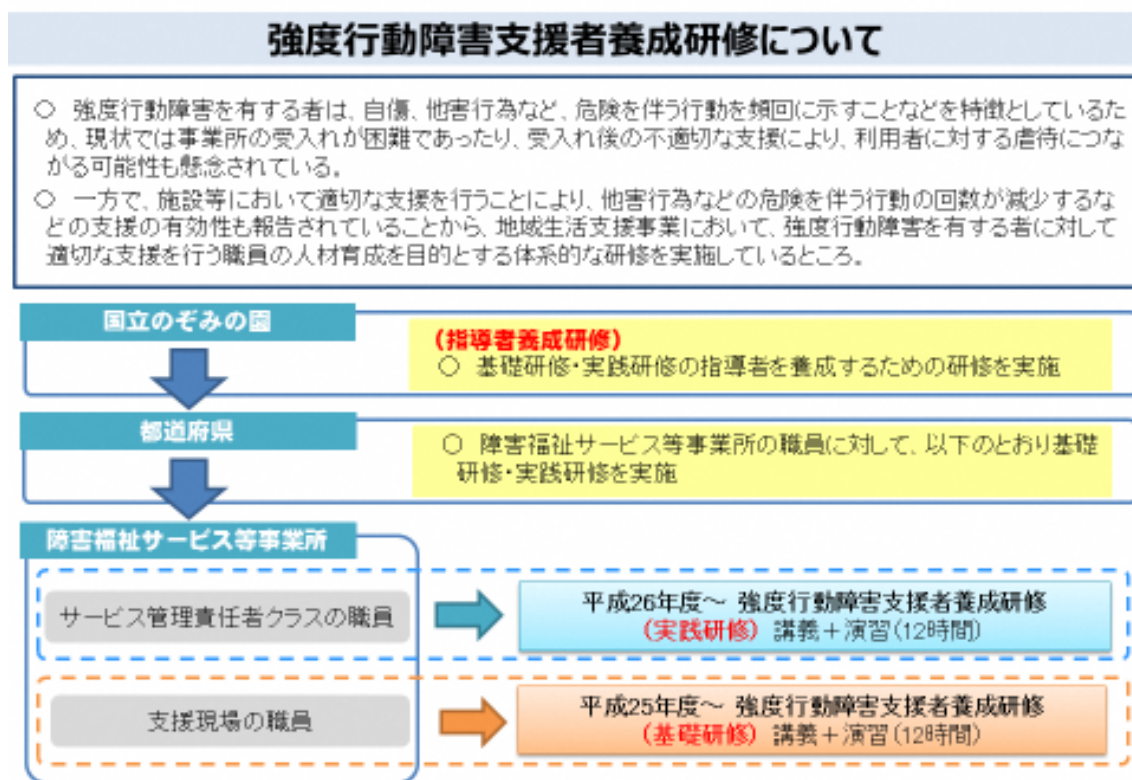 強度行動障害支援者養成研修について
○ 強度行動障害を有する者は、自傷、他害行為など、危険を伴う行動を頻回に示すことなどを特徴としているた
め、現状では事業所の受入れが困難であったり、受入れ後の不適切な支援により、利用者に対する虐待につな
がる可能性も懸念されている。
○ 一方で、施設等において適切な支援を行うことにより、他害行為などの危険を伴う行動の回数が減少するな
どの支援の有効性も報告されていることから、地域生活支援事業において、強度行動障害を有する者に対して
適切な支援を行う職員の人材育成を目的とする体系的な研修を実施しているところ。
国立のぞみの園
(指導者養成研修)
○ 基礎研修・実践研修の指導者を養成するための研修を実施
都道府県
○ 障害福祉サービス等事業所の職員に対して、以下のとおり基礎
研修・実践研修を実施
障害福祉サービス等事業所
サービス管理責任者クラスの職員
平成26年度～ 強度行動障害支援者養成研修
(実践研修) 講義＋演習(12時間)
支援現場の職員
平成25年度～ 強度行動障害支援者養成研修
(基礎研修) 講義＋演習(12時間)